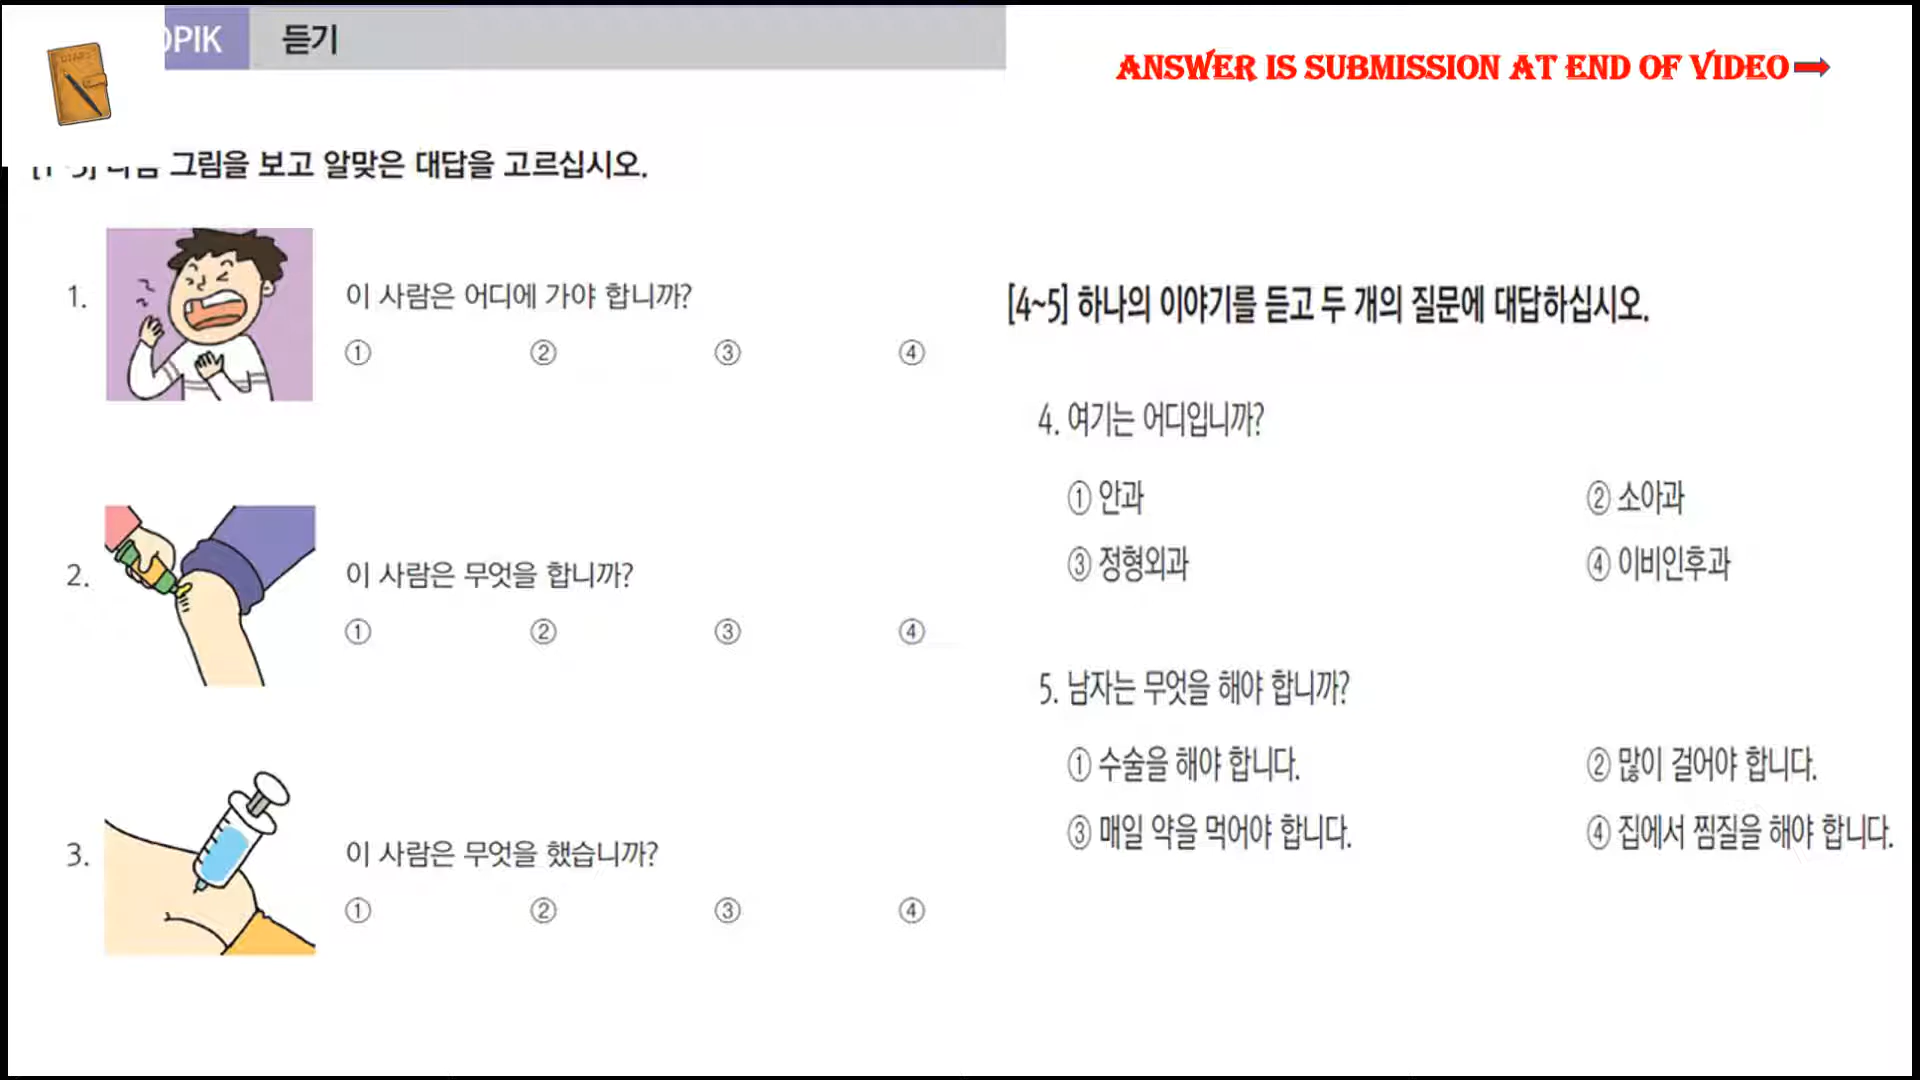 OPIK 듣기
ANSWER IS SUBMISSION AT END OF VIDEO
그림을 보고 알맞은 대답을 고르십시오.
1. 이 사람은 어디에 가야 합니까?
① ② ③ ④
2. 이 사람은 무엇을 합니까?
① ② ③ ④
3. 이 사람은 무엇을 했습니까?
① ② ③ ④
[4~5] 하나의 이야기를 듣고 두 개의 질문에 대답하십시오.
4. 여기는 어디입니까?
① 안과 ② 소아과
③ 정형외과 ④ 이비인후과
5. 남자는 무엇을 해야 합니까?
① 수술을 해야 합니다. ② 많이 걸어야 합니다.
③ 매일 약을 먹어야 합니다. ④ 집에서 찜질을 해야 합니다.